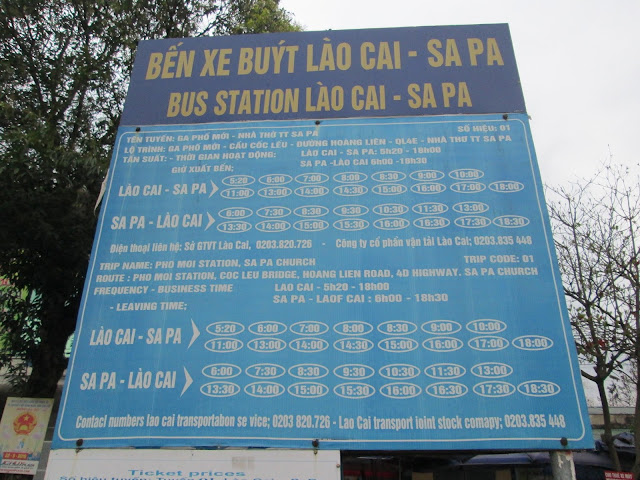 BẾN XE BUÝT LÀO CAI - SA PA
BUS STATION LÀO CAI - SA PA
TÊN TUYẾN: GA PHỐ MỚI - NHÀ THỜ TT SA PA SỐ HIỆU: 01
LỘ TRÌNH: GA PHỐ MỚI - CẦU CỐC LẾU - ĐƯỜNG HOÀNG LIÊN - QL4E - NHÀ THỜ TT SA PA
TẦN SUẤT: - THỜI GIAN HOẠT ĐỘNG: LÀO CAI - SA PA: 5h20 - 18h00
SA PA -LÀO CAI 6h00 -18h30
GIỜ XUẤT BẾN:
5:20 6:00 7:00 8:00 8:30 9:00 10:00
LÀO CAI - SA PA
11:00 13:00 14:00 14:30 15:00 16:00 17:00 18:00
6:00 7:30 8:30 9:30 10:30 11:30 13:00
SA PA - LÀO CAI
13:30 14:00 15:00 15:30 16:00 16:30 17:30 18:30
Điện thoại liên hệ: Sở GTVT Lào Cai, 0203.820.726 - Công ty cổ phần vận tải Lào Cai; 0203.835 448
TRIP NAME: PHO MOI STATION, SA PA CHURCH TRIP CODE: 01
ROUTE : PHO MOI STATION, COC LEU BRIDGE, HOANG LIEN ROAD, 4D HIGHWAY. SA PA CHURCH
FREQUENCY - BUSINESS TIME LAO CAI - 5h20 - 18h00
SA PA - LAOF CAI : 6h00 - 18h30
- LEAVING TIME;
5:20 6:00 7:00 8:00 8:30 9:00 10:00
LÀO CAI - SA PA
11:00 13:00 14:00 14:30 15:00 16:00 17:00 18:00
6:00 7:30 8:30 9:30 10:30 11:30 13:00
SA PA - LÀO CAI
13:30 14:00 15:00 15:30 16:00 16:30 17:30 18:30
Contacl numbers lao cai transportabon se vice; 0203 820.726 - Lao Cai transport ioint stock comapy; 0203.835 448
Ticket prices